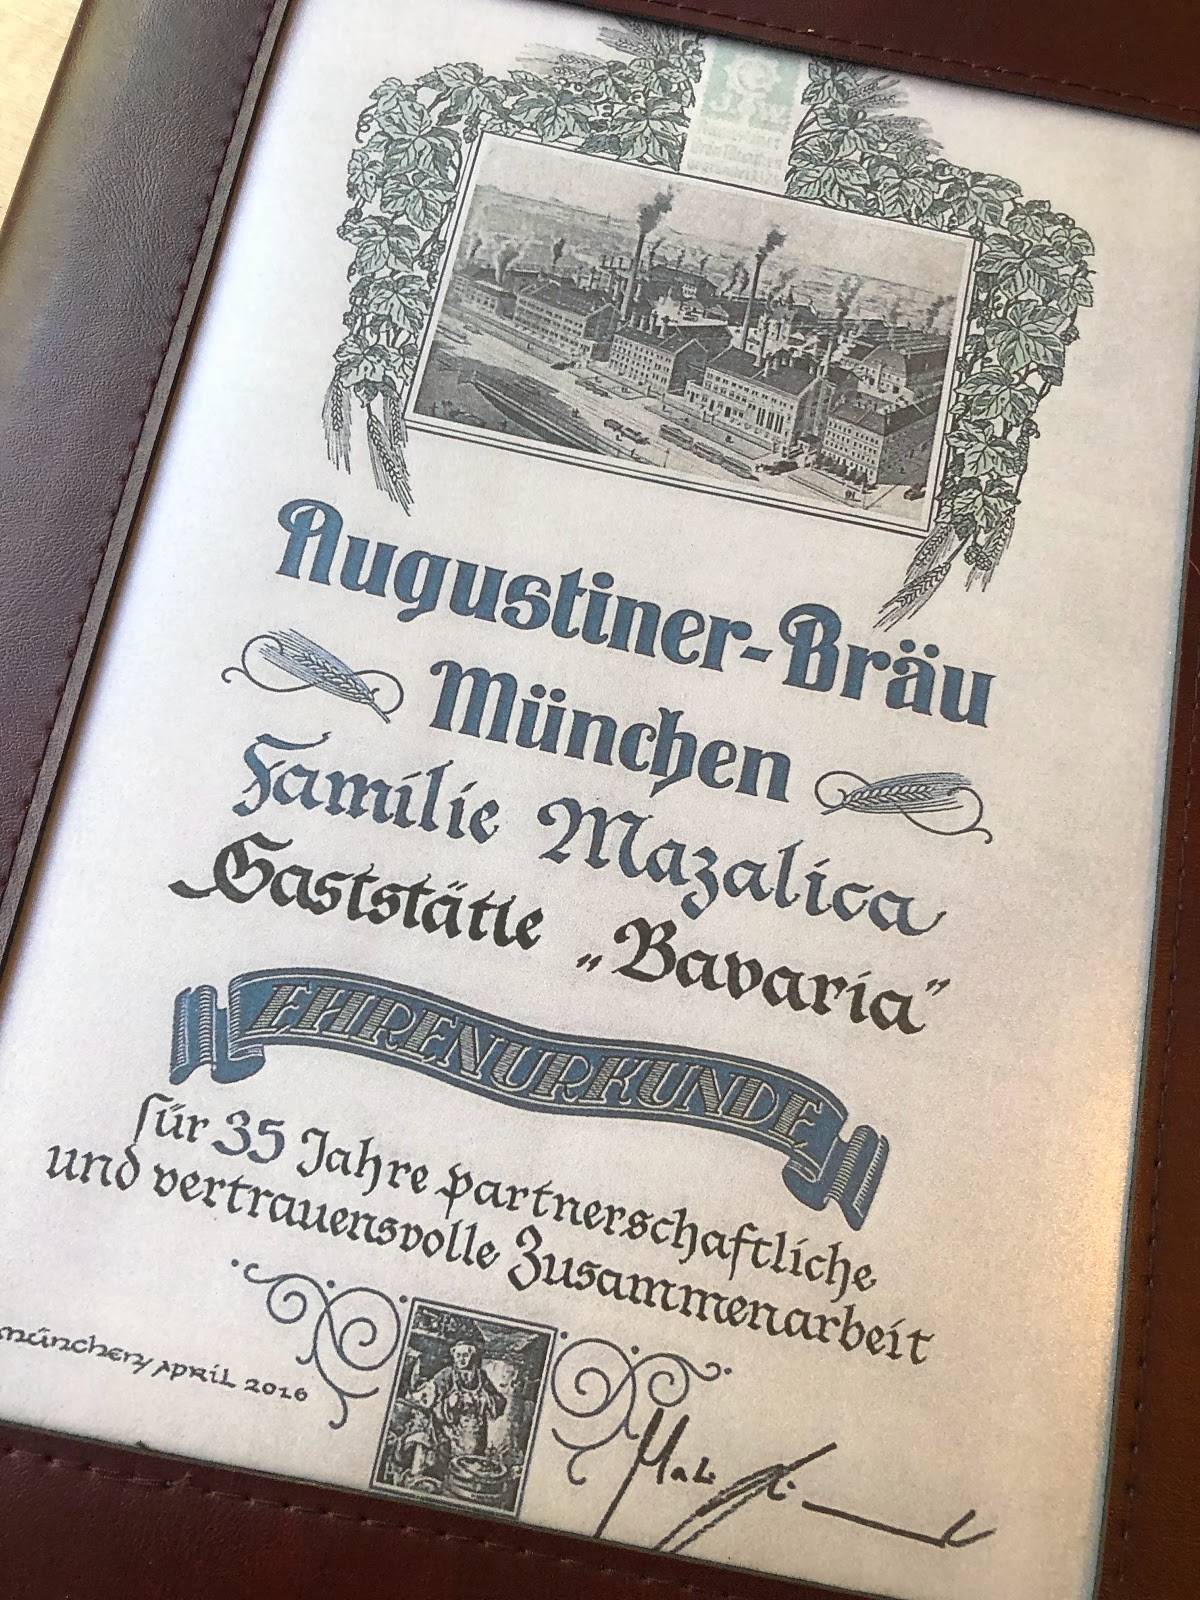 J. W.
Augustiner-Bräu
München
Familie Mazalica
Gaststätte „Bavaria"
EHRENURKUNDE
für 35 Jahre partnerschaftliche
und vertrauensvolle Zusammenarbeit
münchen, april 2016